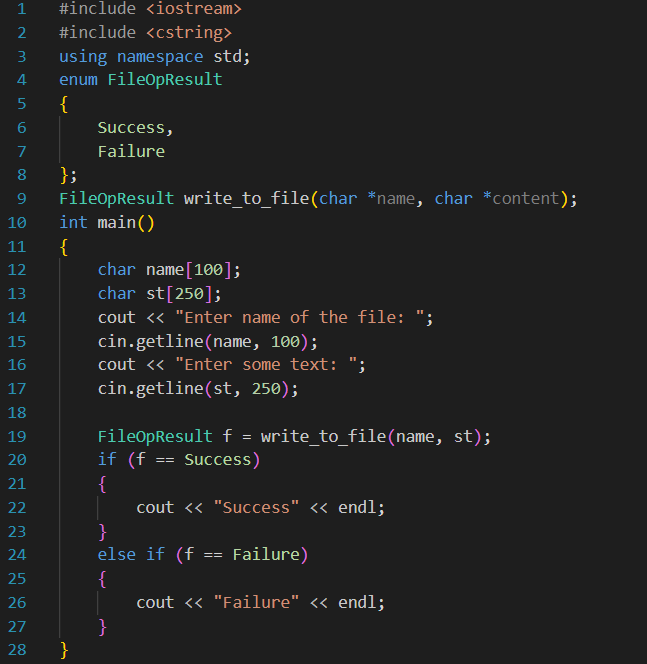 1 #include <iostream>
2 #include <cstring>
3 using namespace std;
4 enum FileOpResult
5 {
6     Success,
7     Failure
8 };
9 FileOpResult write_to_file(char *name, char *content);
10 int main()
11 {
12     char name[100];
13     char st[250];
14     cout << "Enter name of the file: ";
15     cin.getline(name, 100);
16     cout << "Enter some text: ";
17     cin.getline(st, 250);
18
19     FileOpResult f = write_to_file(name, st);
20     if (f == Success)
21     {
22         cout << "Success" << endl;
23     }
24     else if (f == Failure)
25     {
26         cout << "Failure" << endl;
27     }
28 }